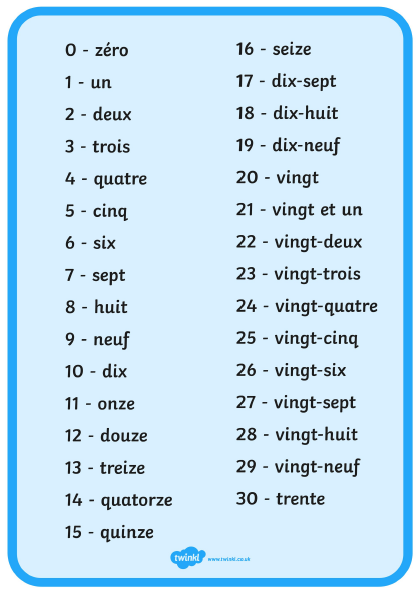 0 - zéro
1 - un
2 - deux
3 - trois
4 - quatre
5 - cinq
6 - six
7 - sept
8 - huit
9 - neuf
10 - dix
11 - onze
12 - douze
13 - treize
14 - quatorze
15 - quinze
16 - seize
17 - dix-sept
18 - dix-huit
19 - dix-neuf
20 - vingt
21 - vingt et un
22 - vingt-deux
23 - vingt-trois
24 - vingt-quatre
25 - vingt-cinq
26 - vingt-six
27 - vingt-sept
28 - vingt-huit
29 - vingt-neuf
30 - trente
twinkl www.twinkl.co.uk